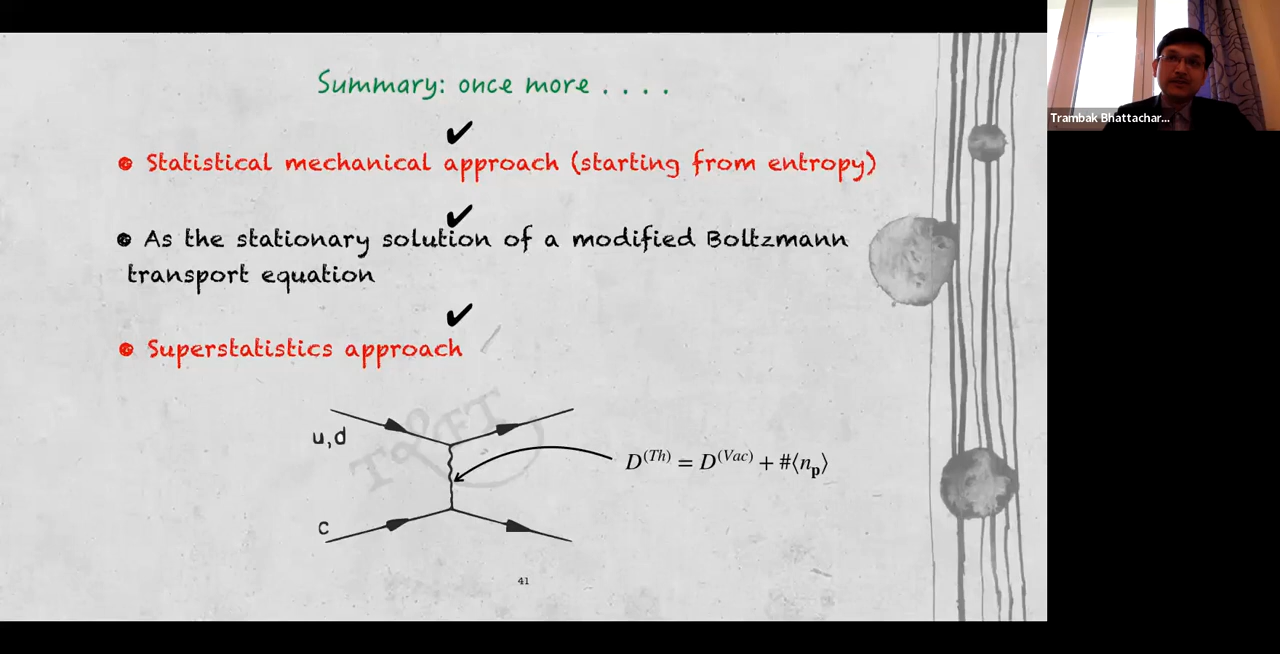 Summary: once more . . . .
Trambak Bhattachar...
✔
• Statistical mechanical approach (starting from entropy)
✔
• As the stationary solution of a modified Boltzmann
transport equation
✔
• Superstatistics approach
u,d
D^(Th) = D^(Vac) + #⟨n_p⟩
c
41